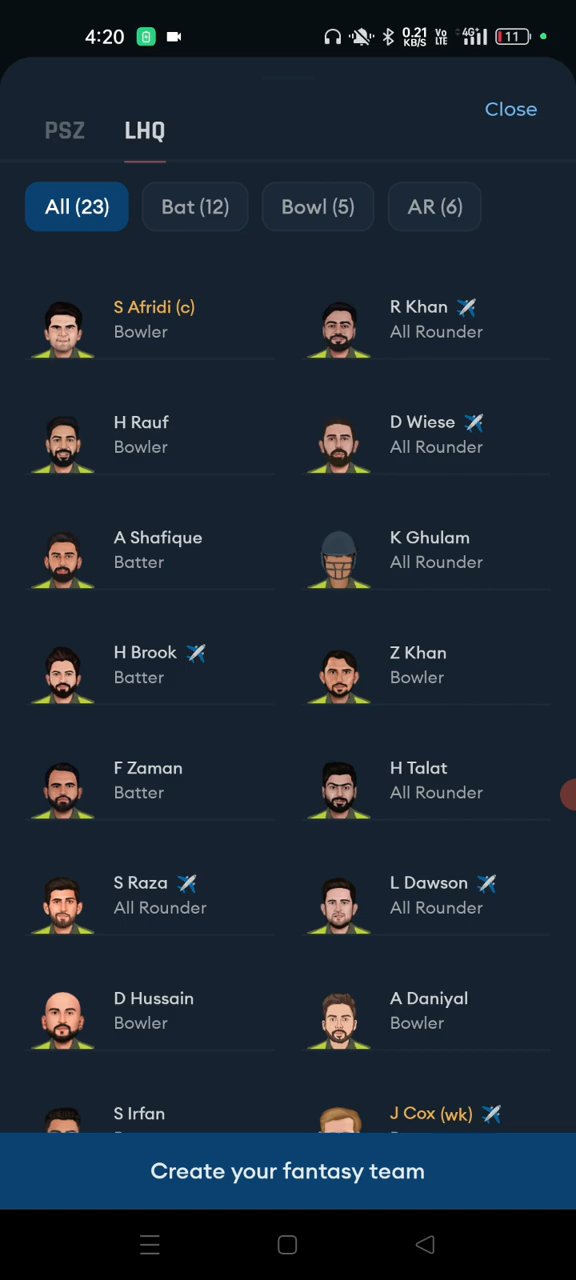 4:20
0.21 KB/S Vo LTE 4G+ 11
Close
PSZ LHQ
All (23) Bat (12) Bowl (5) AR (6)
S Afridi (c)
Bowler
R Khan
All Rounder
H Rauf
Bowler
D Wiese
All Rounder
A Shafique
Batter
K Ghulam
All Rounder
H Brook
Batter
Z Khan
Bowler
F Zaman
Batter
H Talat
All Rounder
S Raza
All Rounder
L Dawson
All Rounder
D Hussain
Bowler
A Daniyal
Bowler
S Irfan
J Cox (wk)
Create your fantasy team